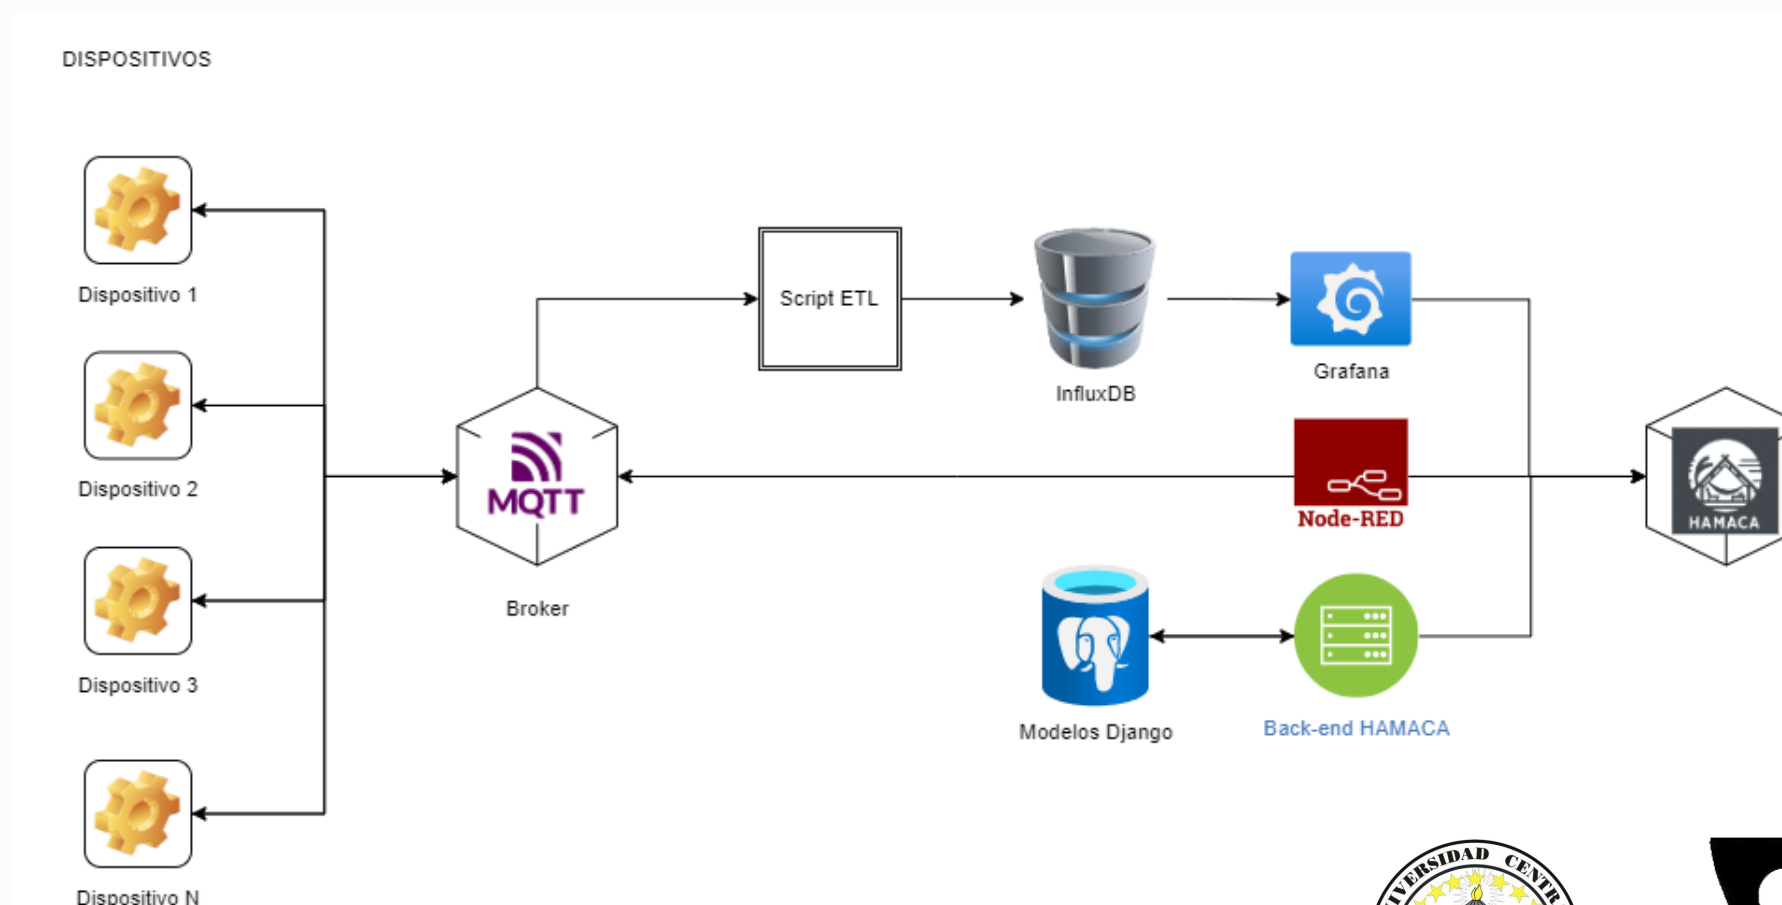 DISPOSITIVOS
Dispositivo 1
Dispositivo 2
Dispositivo 3
Dispositivo N
MQTT
Broker
Script ETL
InfluxDB
Grafana
Node-RED
Modelos Django
Back-end HAMACA
HAMACA